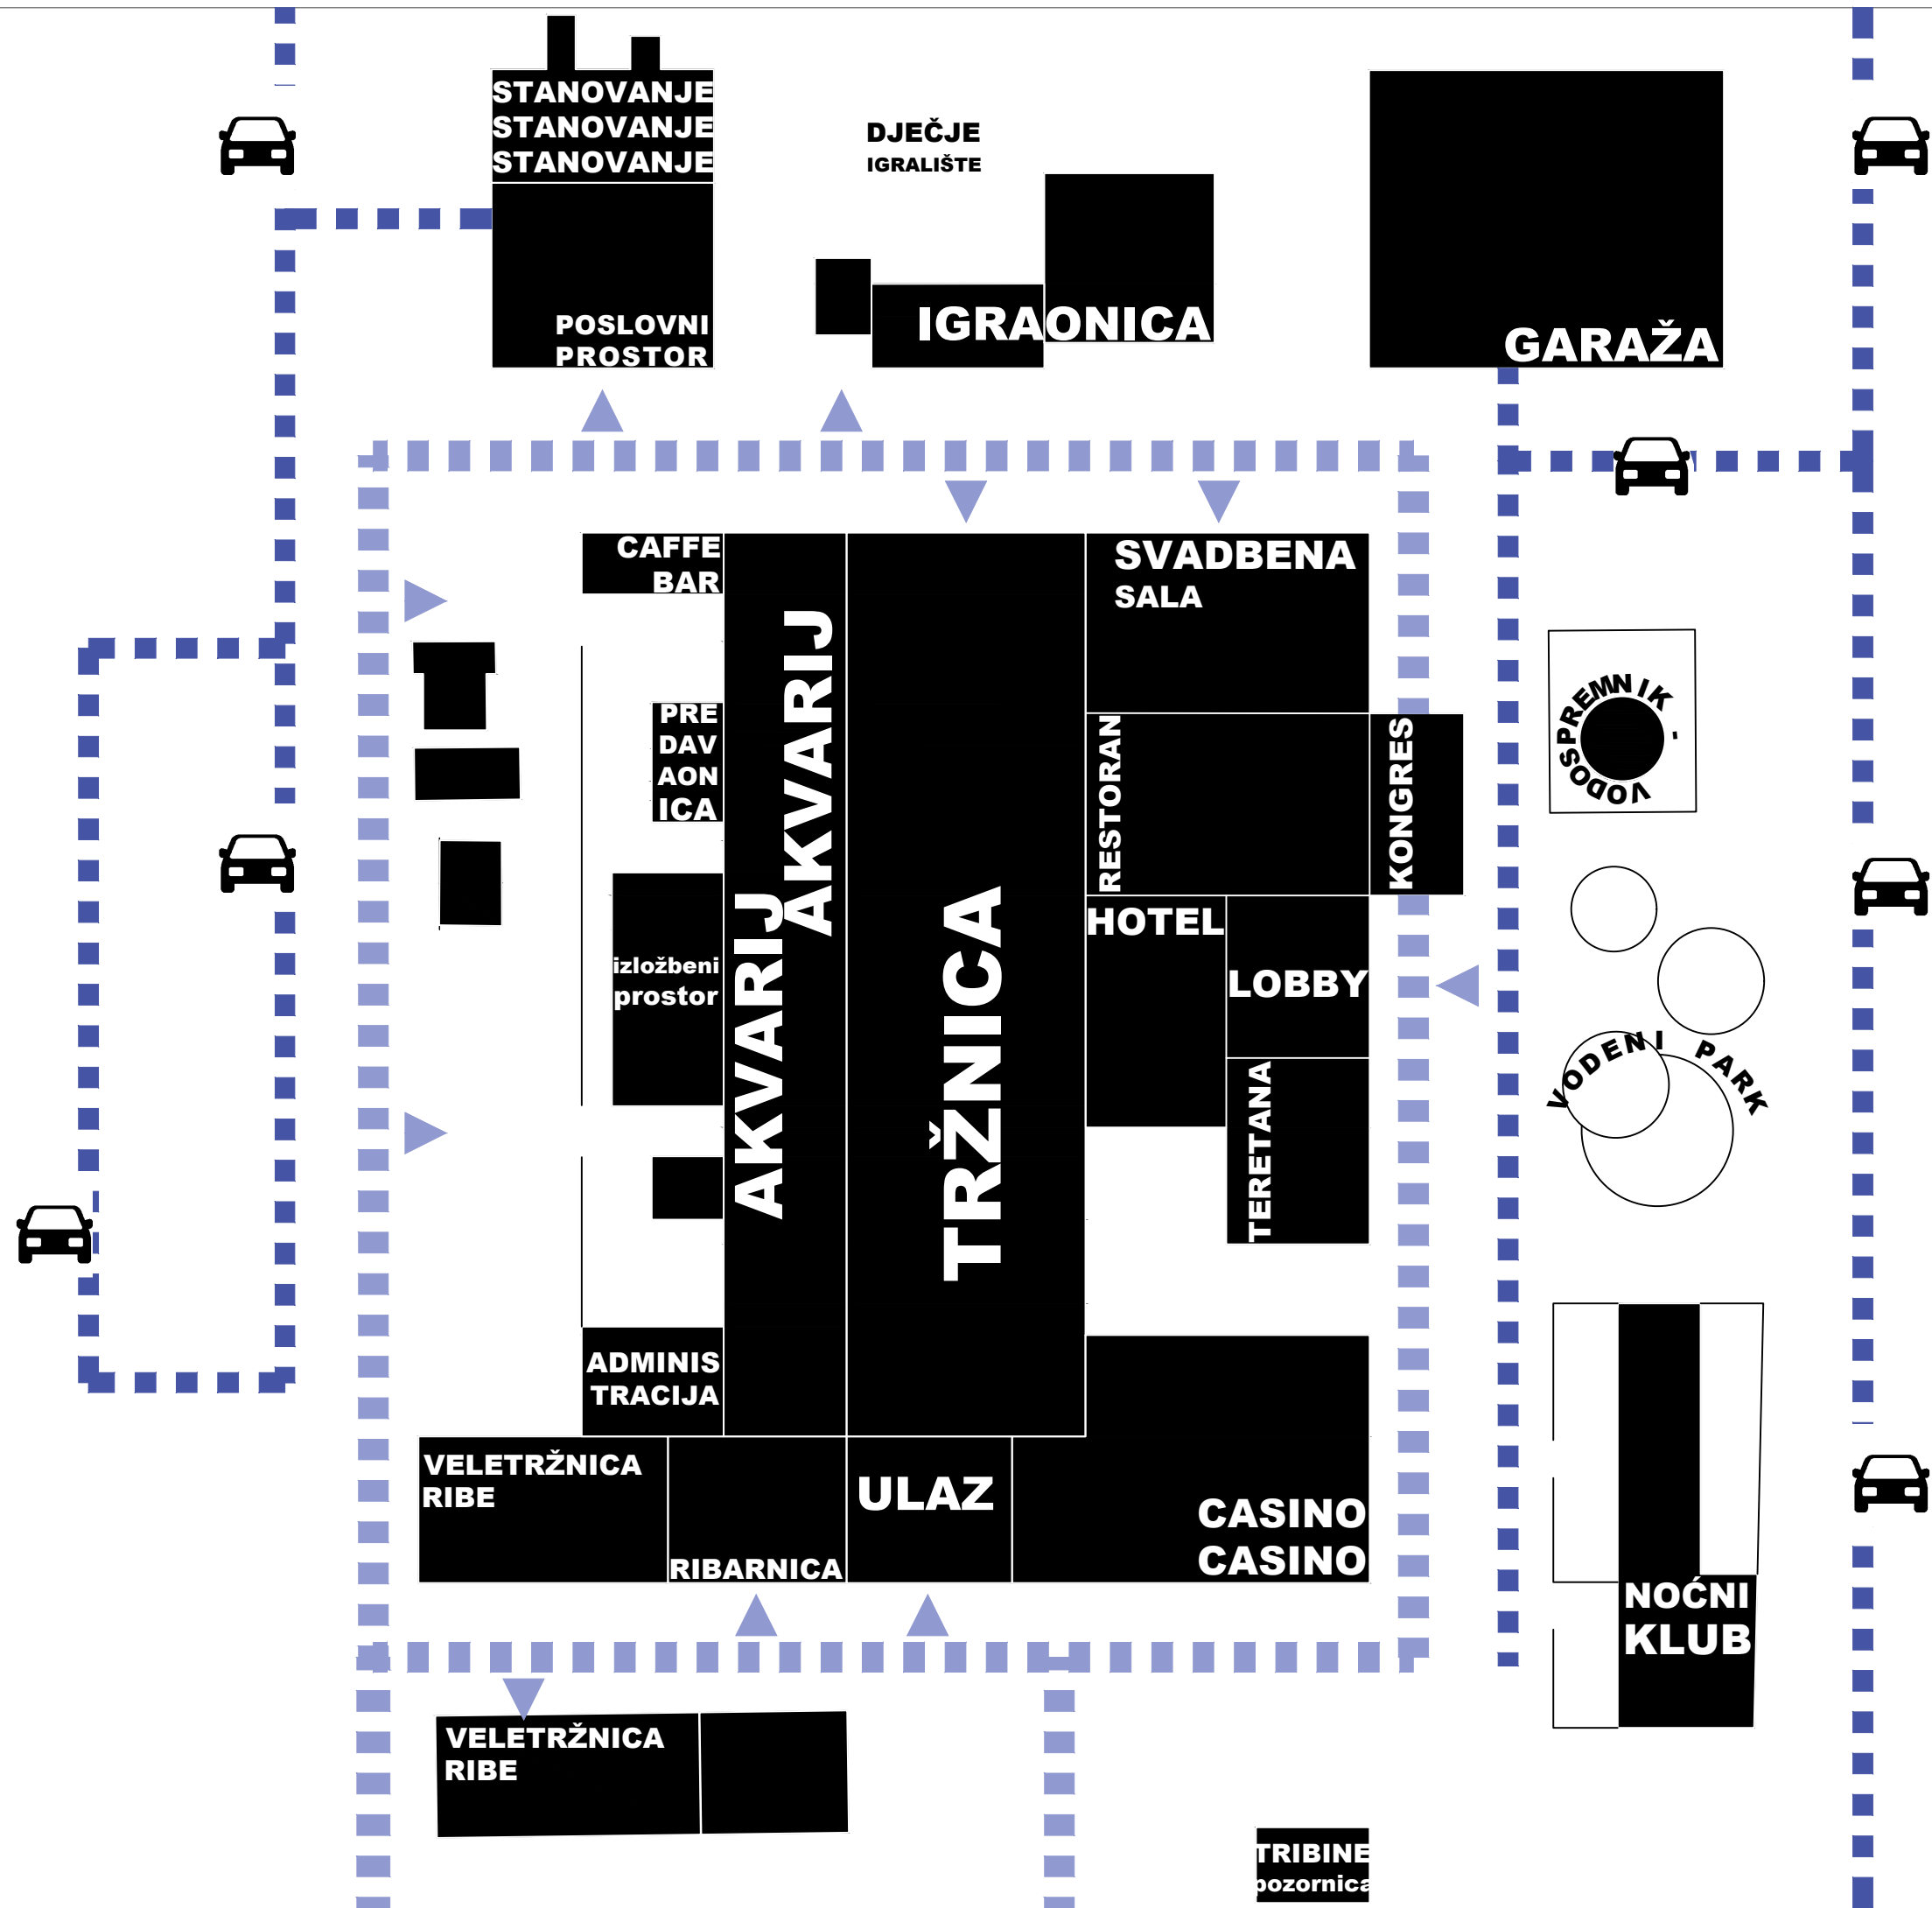 STANOVANJE
STANOVANJE
STANOVANJE
POSLOVNI
PROSTOR
DJEČJE
IGRALIŠTE
IGRAONICA
GARAŽA
CAFFE
BAR
AKVARIJ
AKVARIJ
TRŽNICA
SVADBENA
SALA
PRE
DAV
AON
ICA
RESTORAN
KONGRES
VODOSPREMNIK -
izložbeni
prostor
HOTEL
LOBBY
TERETANA
VODENI PARK
ADMINIS
TRACIJA
VELETRŽNICA
RIBE
RIBARNICA
ULAZ
CASINO
CASINO
NOĆNI
KLUB
VELETRŽNICA
RIBE
TRIBINE
pozornica